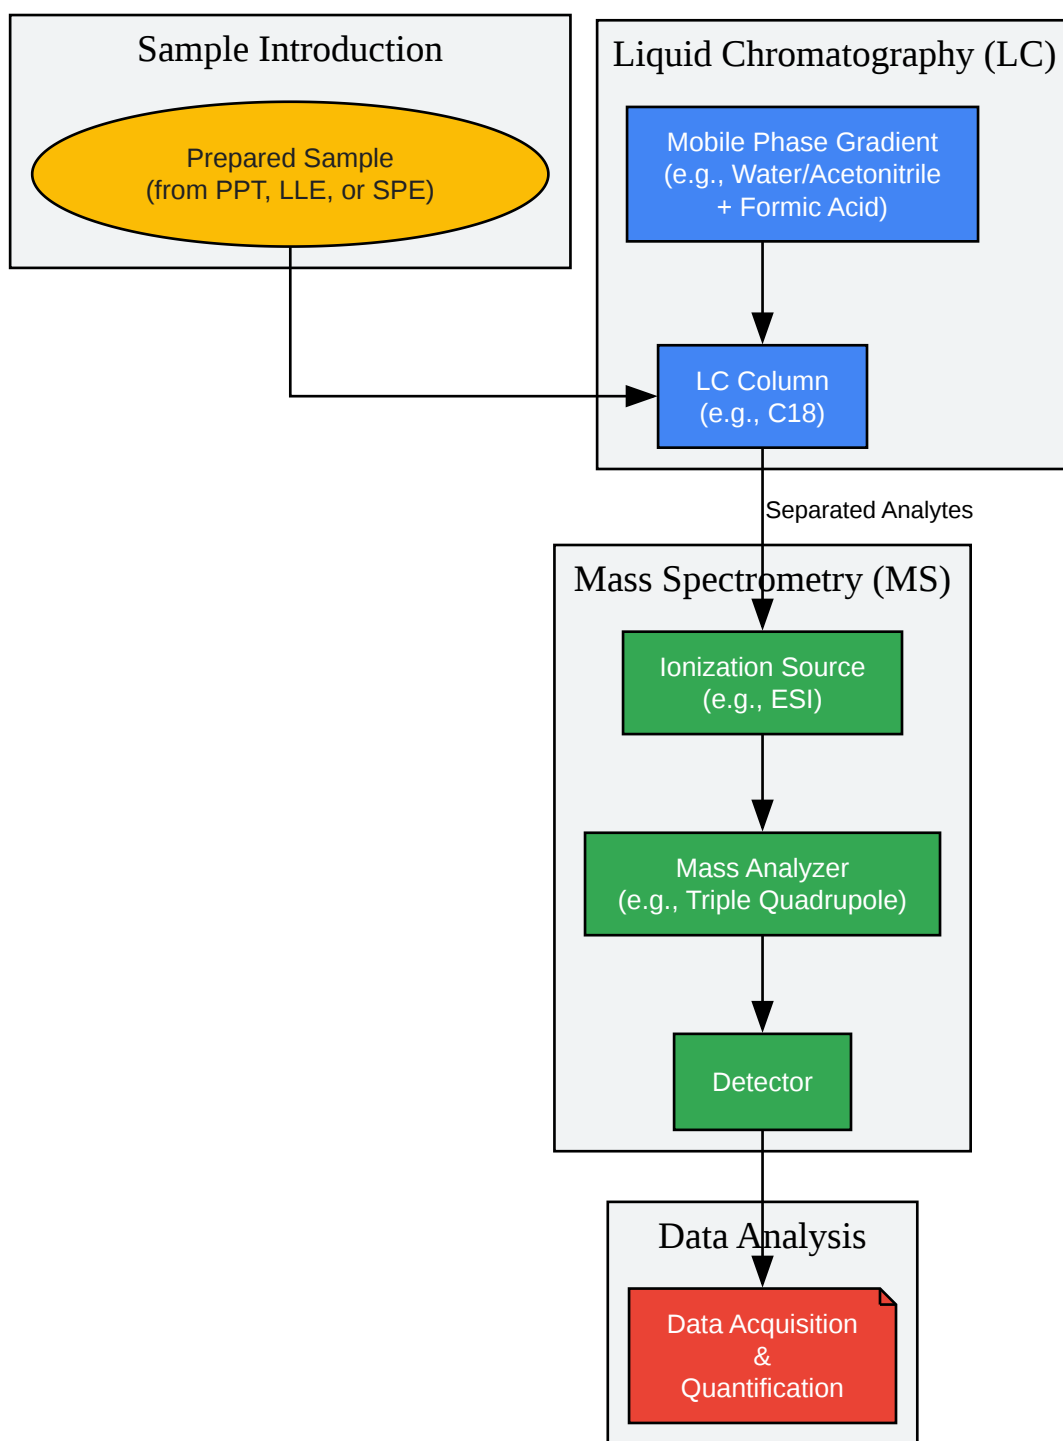 Sample Introduction
Prepared Sample
(from PPT, LLE, or SPE)
Liquid Chromatography (LC)
Mobile Phase Gradient
(e.g., Water/Acetonitrile
+ Formic Acid)
LC Column
(e.g., C18)
Separated Analytes
Mass Spectrometry (MS)
Ionization Source
(e.g., ESI)
Mass Analyzer
(e.g., Triple Quadrupole)
Detector
Data Analysis
Data Acquisition
&
Quantification